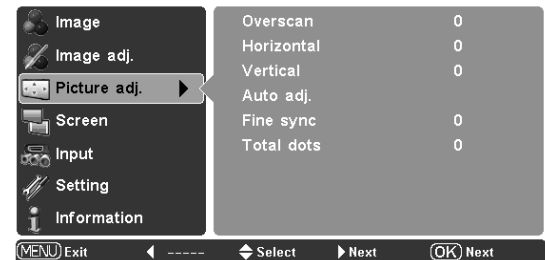 Image
Image adj.
Picture adj.
Screen
Input
Setting
Information
Overscan 0
Horizontal 0
Vertical 0
Auto adj.
Fine sync 0
Total dots 0
MENU Exit ----- Select Next OK Next